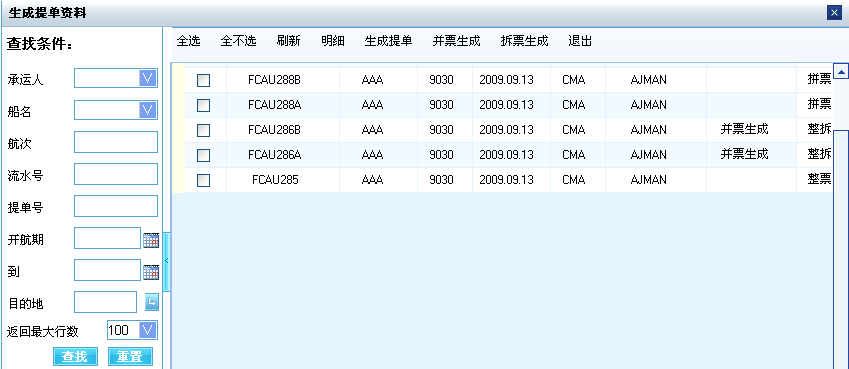 生成提单资料
查找条件：
承运人
船名
航次
流水号
提单号
开航期
到
目的地
返回最大行数 100
查找 重置
全选 全不选 刷新 明细 生成提单 并票生成 拆票生成 退出
FCAU288B AAA 9030 2009.09.13 CMA AJMAN 拼票
FCAU288A AAA 9030 2009.09.13 CMA AJMAN 拼票
FCAU286B AAA 9030 2009.09.13 CMA AJMAN 并票生成 整拆
FCAU286A AAA 9030 2009.09.13 CMA AJMAN 并票生成 整拆
FCAU285 AAA 9030 2009.09.13 CMA AJMAN 整票